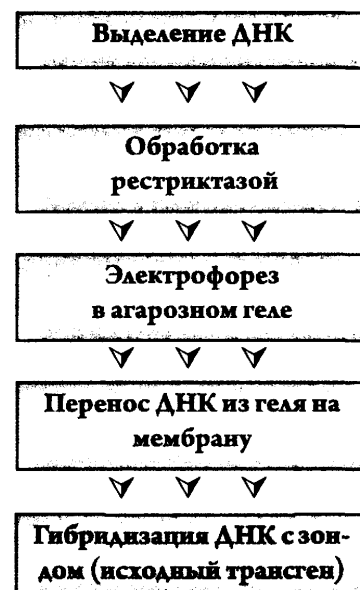 Выделение ДНК
Обработка
рестриктазой
Электрофорез
в агарозном геле
Перенос ДНК из геля на
мембрану
Гибридизация ДНК с зон-
дом (исходный трансген)